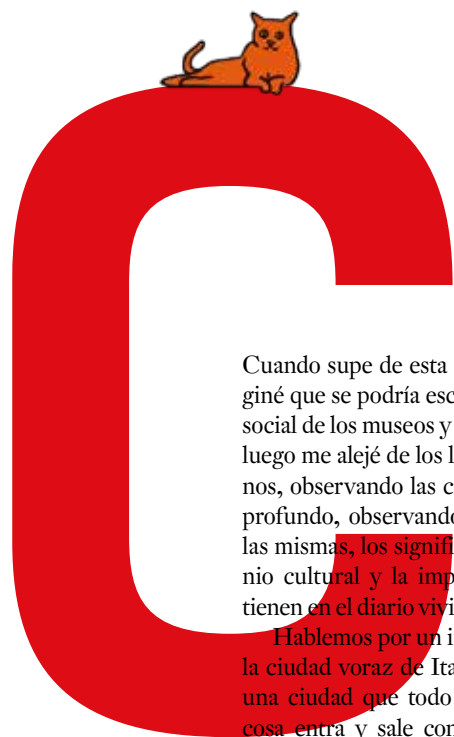 C
Cuando supe de esta
giné que se podría esc
social de los museos y
luego me alejé de los l
nos, observando las c
profundo, observando
las mismas, los signifi
nio cultural y la imp
tienen en el diario vivi
Hablemos por un i
la ciudad voraz de Ita
una ciudad que todo
cosa entra y sale con